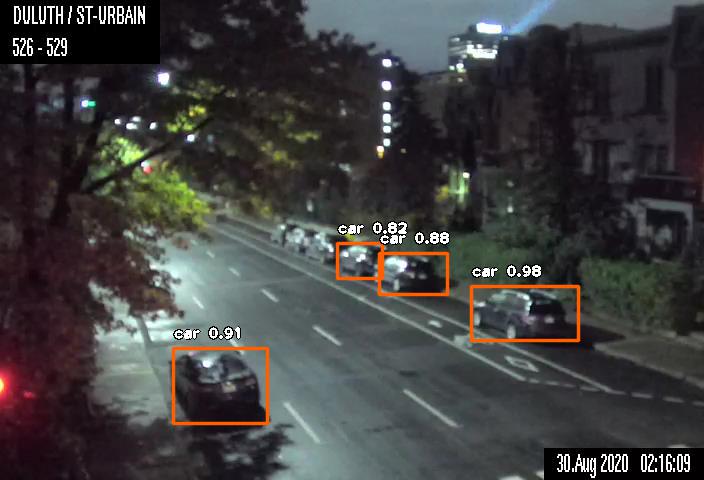 DULUTH / ST-URBAIN
526 - 529
car 0.82
car 0.88
car 0.98
car 0.91
30.Aug 2020 02:16:09